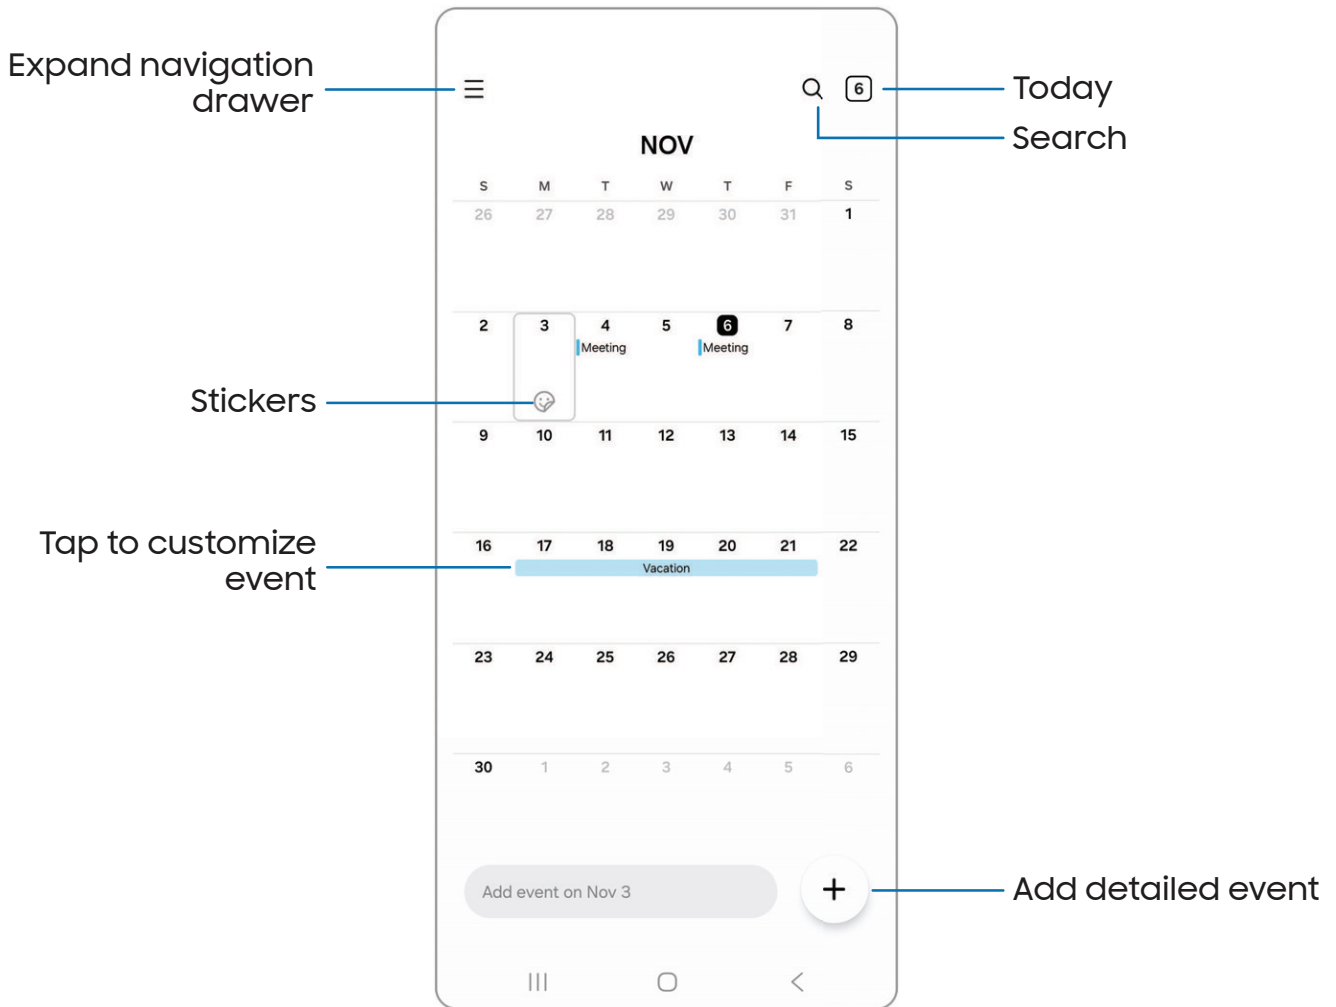 Expand navigation
drawer
6
Today
Search
NOV
S M T W T F S
26 27 28 29 30 31 1
2 3 4 5 6 7 8
Meeting Meeting
Stickers
9 10 11 12 13 14 15
Tap to customize
event
16 17 18 19 20 21 22
Vacation
23 24 25 26 27 28 29
30 1 2 3 4 5 6
Add event on Nov 3
+
Add detailed event